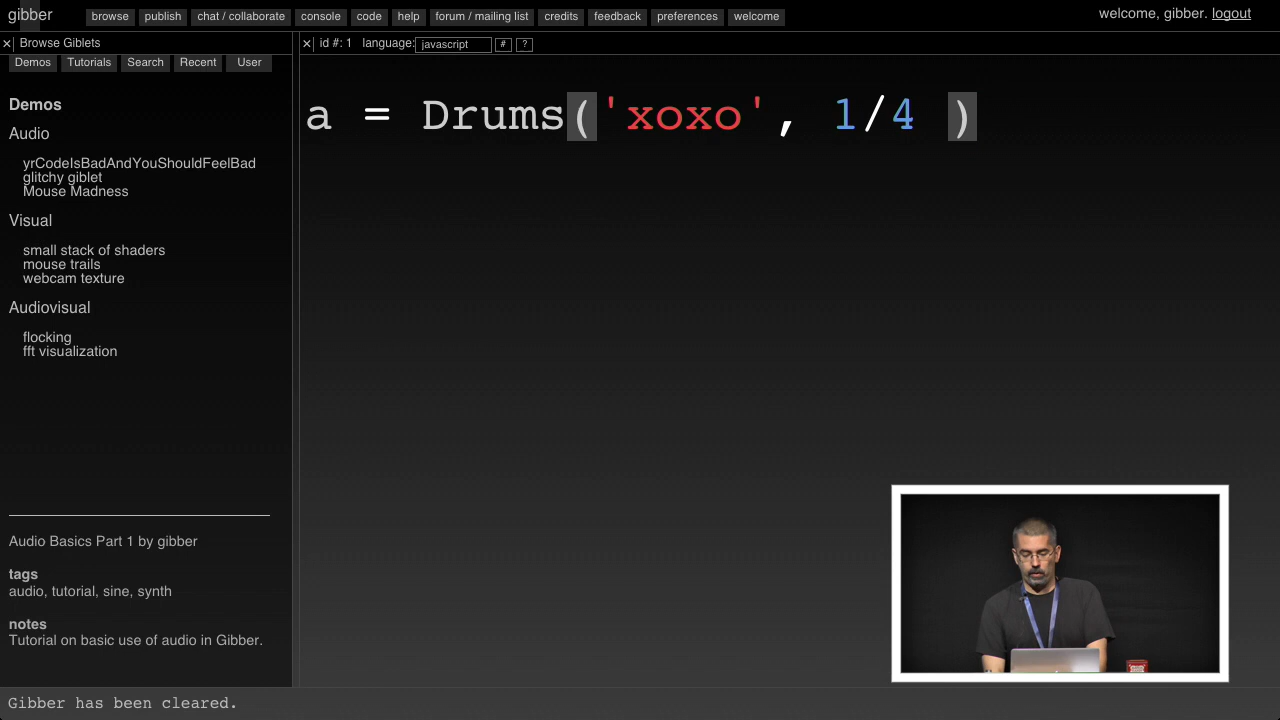 gibber browse publish chat / collaborate console code help forum / mailing list credits feedback preferences welcome welcome, gibber. logout
× Browse Giblets × id #: 1 language: javascript # ?
Demos Tutorials Search Recent User
Demos
a = Drums('xoxo', 1/4 )
Audio
yrCodeIsBadAndYouShouldFeelBad
glitchy giblet
Mouse Madness
Visual
small stack of shaders
mouse trails
webcam texture
Audiovisual
flocking
fft visualization
Audio Basics Part 1 by gibber
tags
audio, tutorial, sine, synth
notes
Tutorial on basic use of audio in Gibber.
Gibber has been cleared.